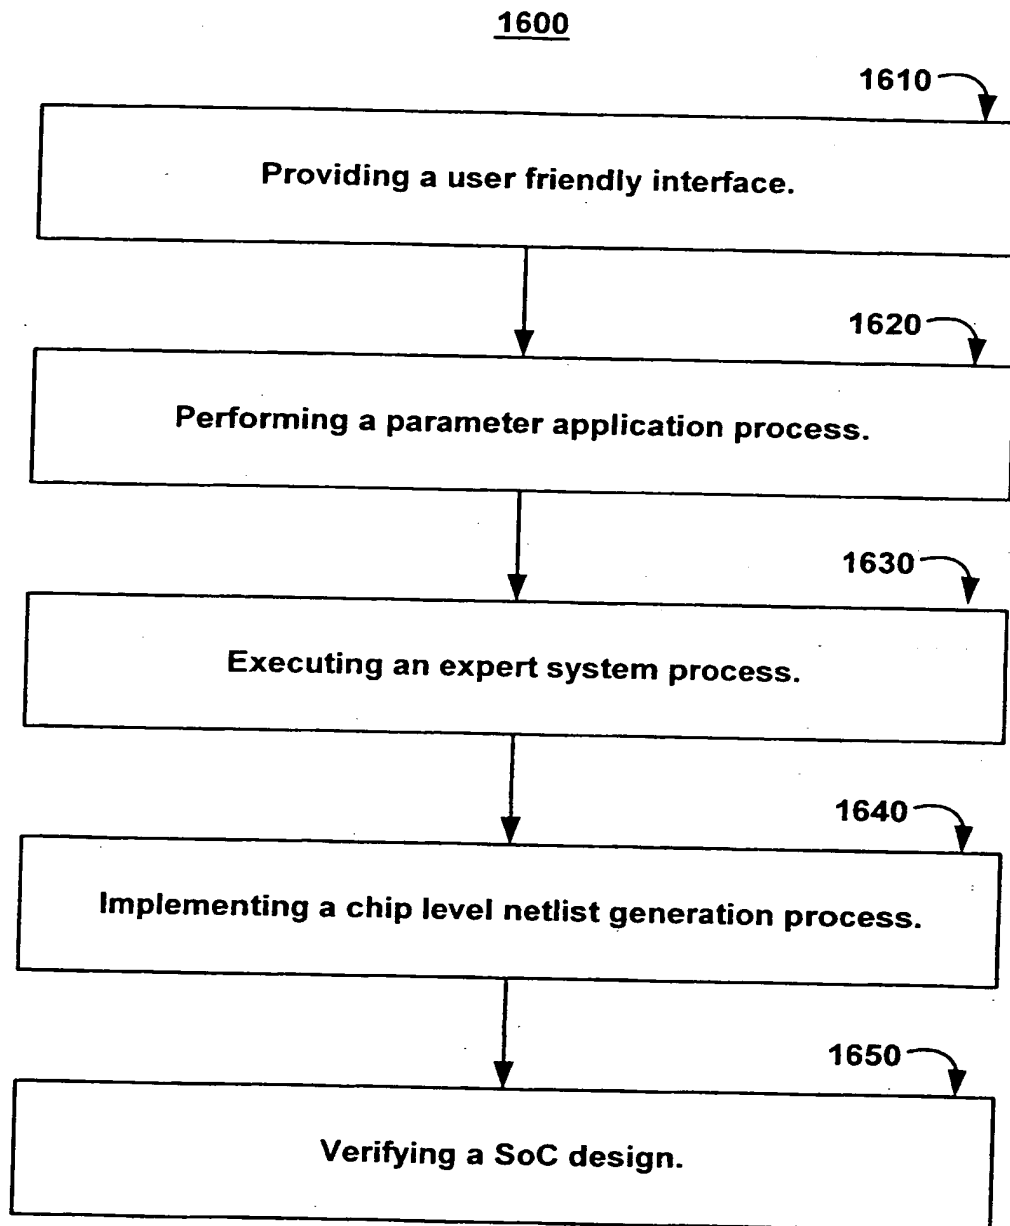 1600
1610
Providing a user friendly interface.
1620
Performing a parameter application process.
1630
Executing an expert system process.
1640
Implementing a chip level netlist generation process.
1650
Verifying a SoC design.